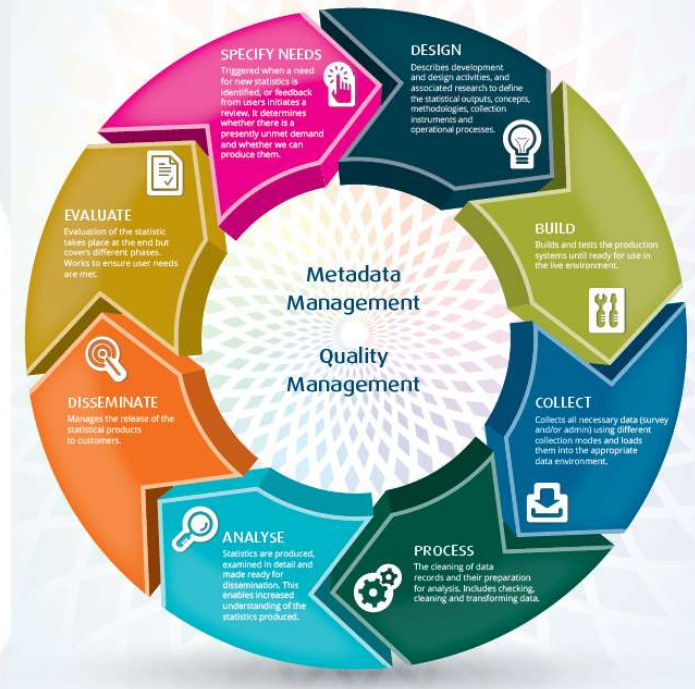 SPECIFY NEEDS
Triggered when a need
for new statistics is
identified, or feedback
from users initiates a
review. It determines
whether there is a
presently unmet demand
and whether we can
produce them.
DESIGN
Describes development
and design activities, and
associated research to define
the statistical outputs, concepts,
methodologies, collection
instruments and
operational processes.
BUILD
Builds and tests the production
systems until ready for use in
the live environment.
COLLECT
Collects all necessary data (survey
and/or admin) using different
collection modes and loads
them into the appropriate
data environment.
PROCESS
The cleaning of data
records and their preparation
for analysis. Includes checking,
cleaning and transforming data.
ANALYSE
Statistics are produced,
examined in detail and
made ready for
dissemination. This
enables increased
understanding of the
statistics produced.
DISSEMINATE
Manages the release of the
statistical products
to customers.
EVALUATE
Evaluation of the statistic
takes place at the end but
covers different phases.
Works to ensure user needs
are met.
Metadata
Management
Quality
Management